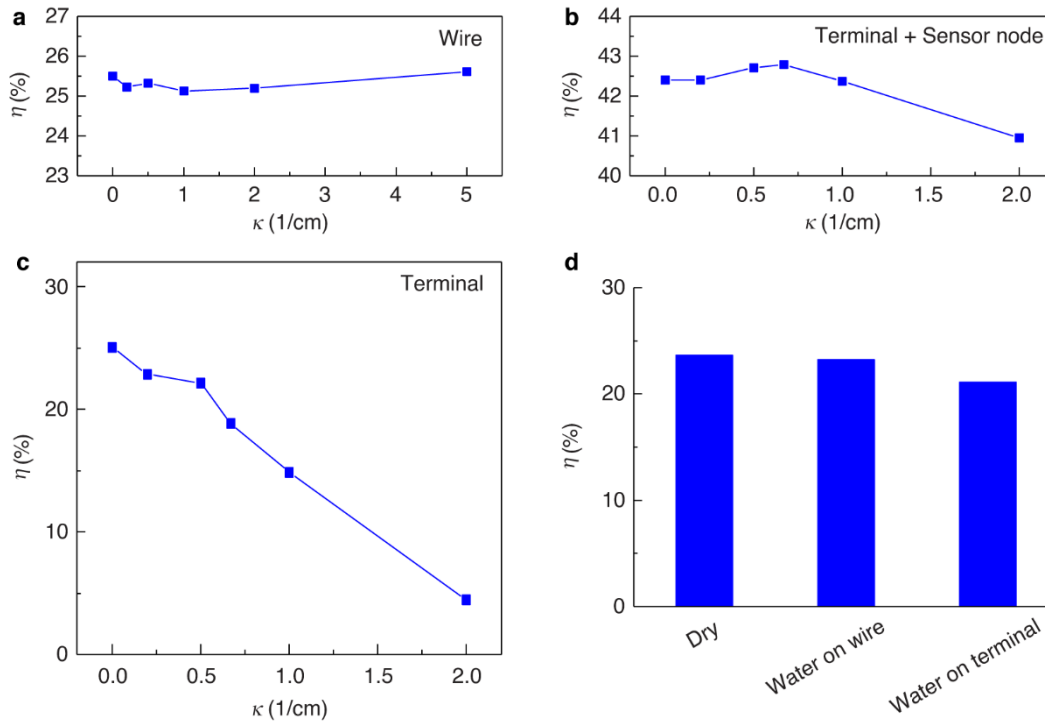 a
27
26
25
24
23
η (%)
Wire
0 1 2 3 4 5
κ (1/cm)
b
44
43
42
41
40
η (%)
Terminal + Sensor node
0.0 0.5 1.0 1.5 2.0
κ (1/cm)
c
30
20
10
0
η (%)
Terminal
0.0 0.5 1.0 1.5 2.0
κ (1/cm)
d
30
20
10
0
η (%)
Dry
Water on wire
Water on terminal